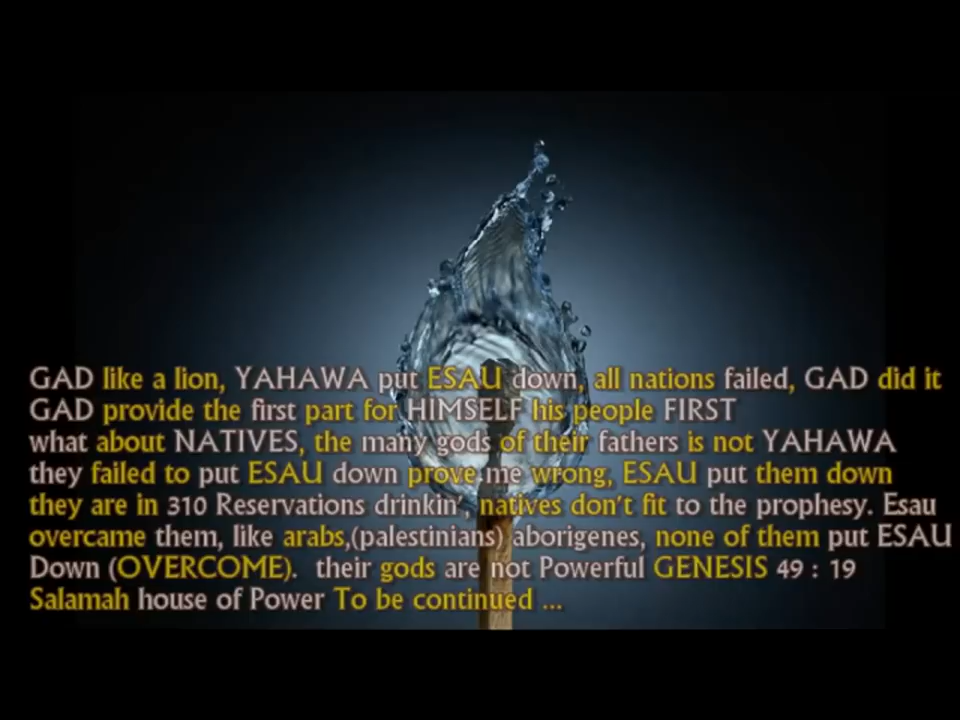 GAD like a lion, YAHAWA put ESAU down, all nations failed, GAD did it
GAD provide the first part for HIMSELF his people FIRST
what about NATIVES, the many gods of their fathers is not YAHAWA
they failed to put ESAU down prove me wrong, ESAU put them down
they are in 310 Reservations drinkin', natives don't fit to the prophesy. Esau
overcame them, like arabs,(palestinians) aborigenes, none of them put ESAU
Down (OVERCOME). their gods are not Powerful GENESIS 49 : 19
Salamah house of Power To be continued ...